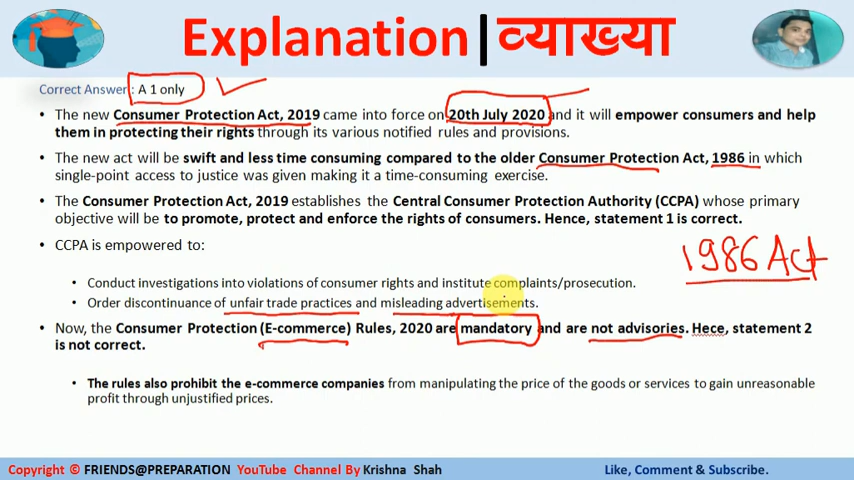 Explanation|व्याख्या
Correct Answer: A 1 only
• The new Consumer Protection Act, 2019 came into force on 20th July 2020 and it will empower consumers and help
them in protecting their rights through its various notified rules and provisions.
• The new act will be swift and less time consuming compared to the older Consumer Protection Act, 1986 in which
single-point access to justice was given making it a time-consuming exercise.
• The Consumer Protection Act, 2019 establishes the Central Consumer Protection Authority (CCPA) whose primary
objective will be to promote, protect and enforce the rights of consumers. Hence, statement 1 is correct.
• CCPA is empowered to:
1986 Act
• Conduct investigations into violations of consumer rights and institute complaints/prosecution.
• Order discontinuance of unfair trade practices and misleading advertisements.
• Now, the Consumer Protection (E-commerce) Rules, 2020 are mandatory and are not advisories. Hece, statement 2
is not correct.
• The rules also prohibit the e-commerce companies from manipulating the price of the goods or services to gain unreasonable
profit through unjustified prices.
Copyright © FRIENDS@PREPARATION YouTube Channel By Krishna Shah
Like, Comment & Subscribe.